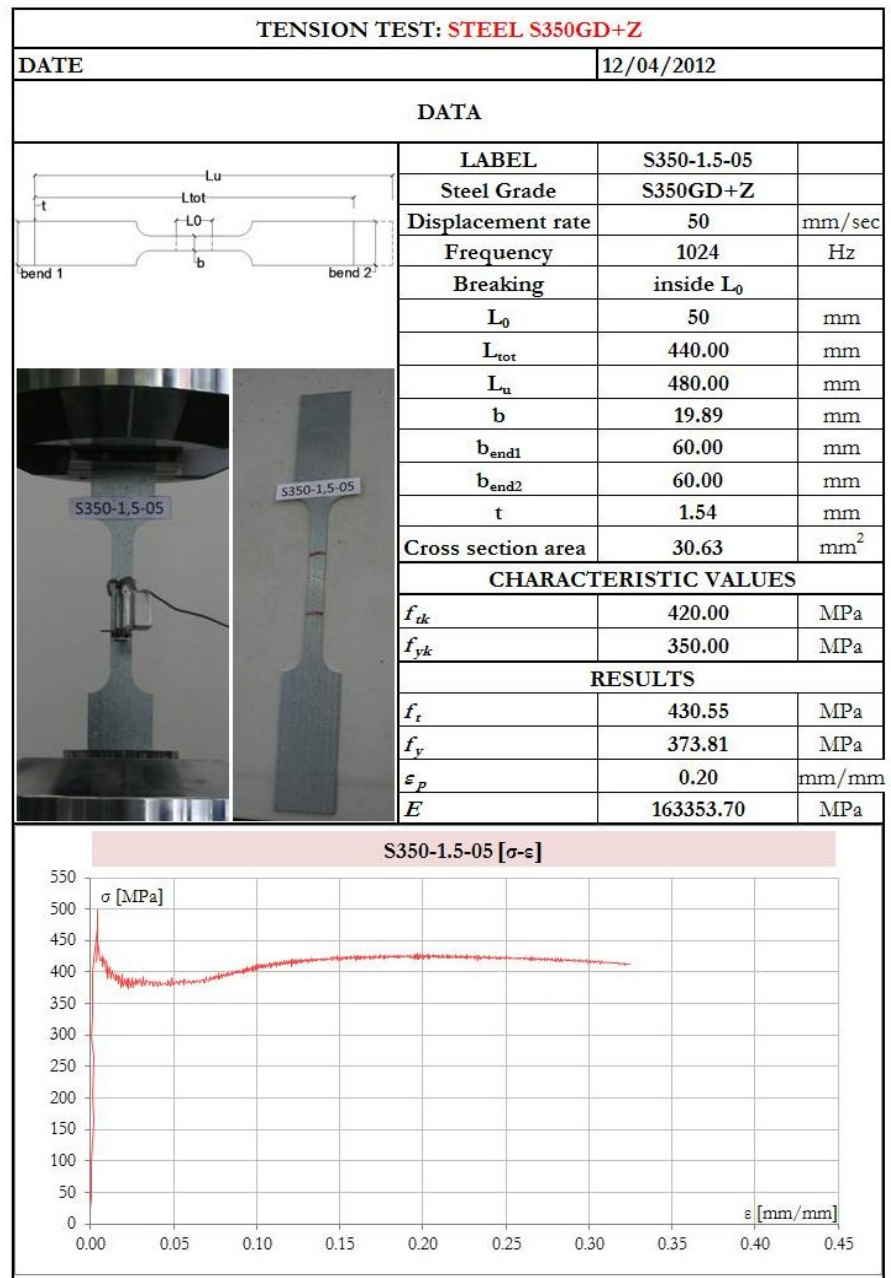 TENSION TEST: STEEL S350GD+Z
DATE 12/04/2012
DATA
Lu
Ltot
t
L0
b
bend 1 bend 2
S350-1,5-05
S350-1,5-05
LABEL S350-1.5-05
Steel Grade S350GD+Z
Displacement rate 50 mm/sec
Frequency 1024 Hz
Breaking inside L₀
L₀ 50 mm
Lₜₒₜ 440.00 mm
Lᵤ 480.00 mm
b 19.89 mm
bend1 60.00 mm
bend2 60.00 mm
t 1.54 mm
Cross section area 30.63 mm²
CHARACTERISTIC VALUES
ftk 420.00 MPa
fyk 350.00 MPa
RESULTS
ft 430.55 MPa
fy 373.81 MPa
εp 0.20 mm/mm
E 163353.70 MPa
S350-1.5-05 [σ-ε]
σ [MPa]
550
500
450
400
350
300
250
200
150
100
50
0
ε [mm/mm]
0.00 0.05 0.10 0.15 0.20 0.25 0.30 0.35 0.40 0.45